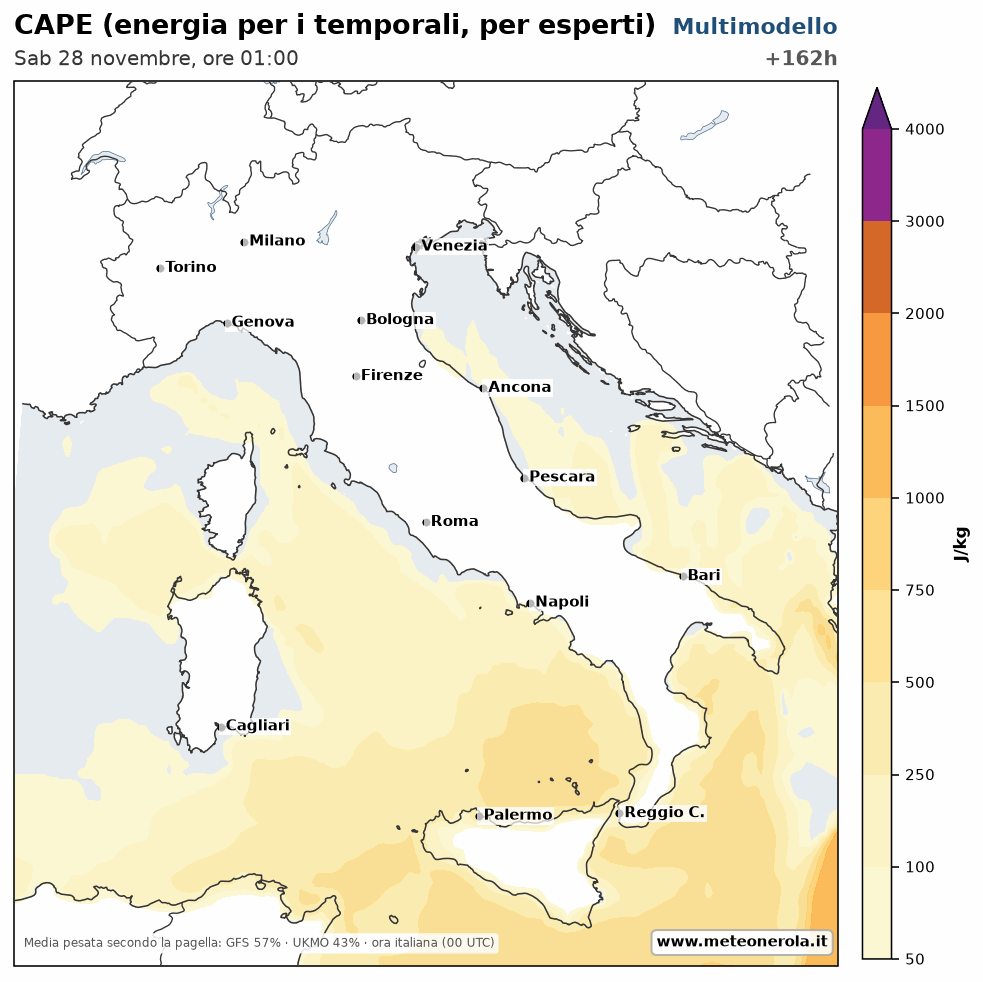 CAPE (energia per i temporali, per esperti)
Multimodello
Sab 28 novembre, ore 01:00
+162h
4000
3000
2000
1500
1000
750
500
250
100
50
J/kg
Milano
Venezia
Torino
Genova
Bologna
Firenze
Ancona
Pescara
Roma
Bari
Napoli
Cagliari
Palermo
Reggio C.
Media pesata secondo la pagella: GFS 57% · UKMO 43% · ora italiana (00 UTC)
www.meteonerola.it